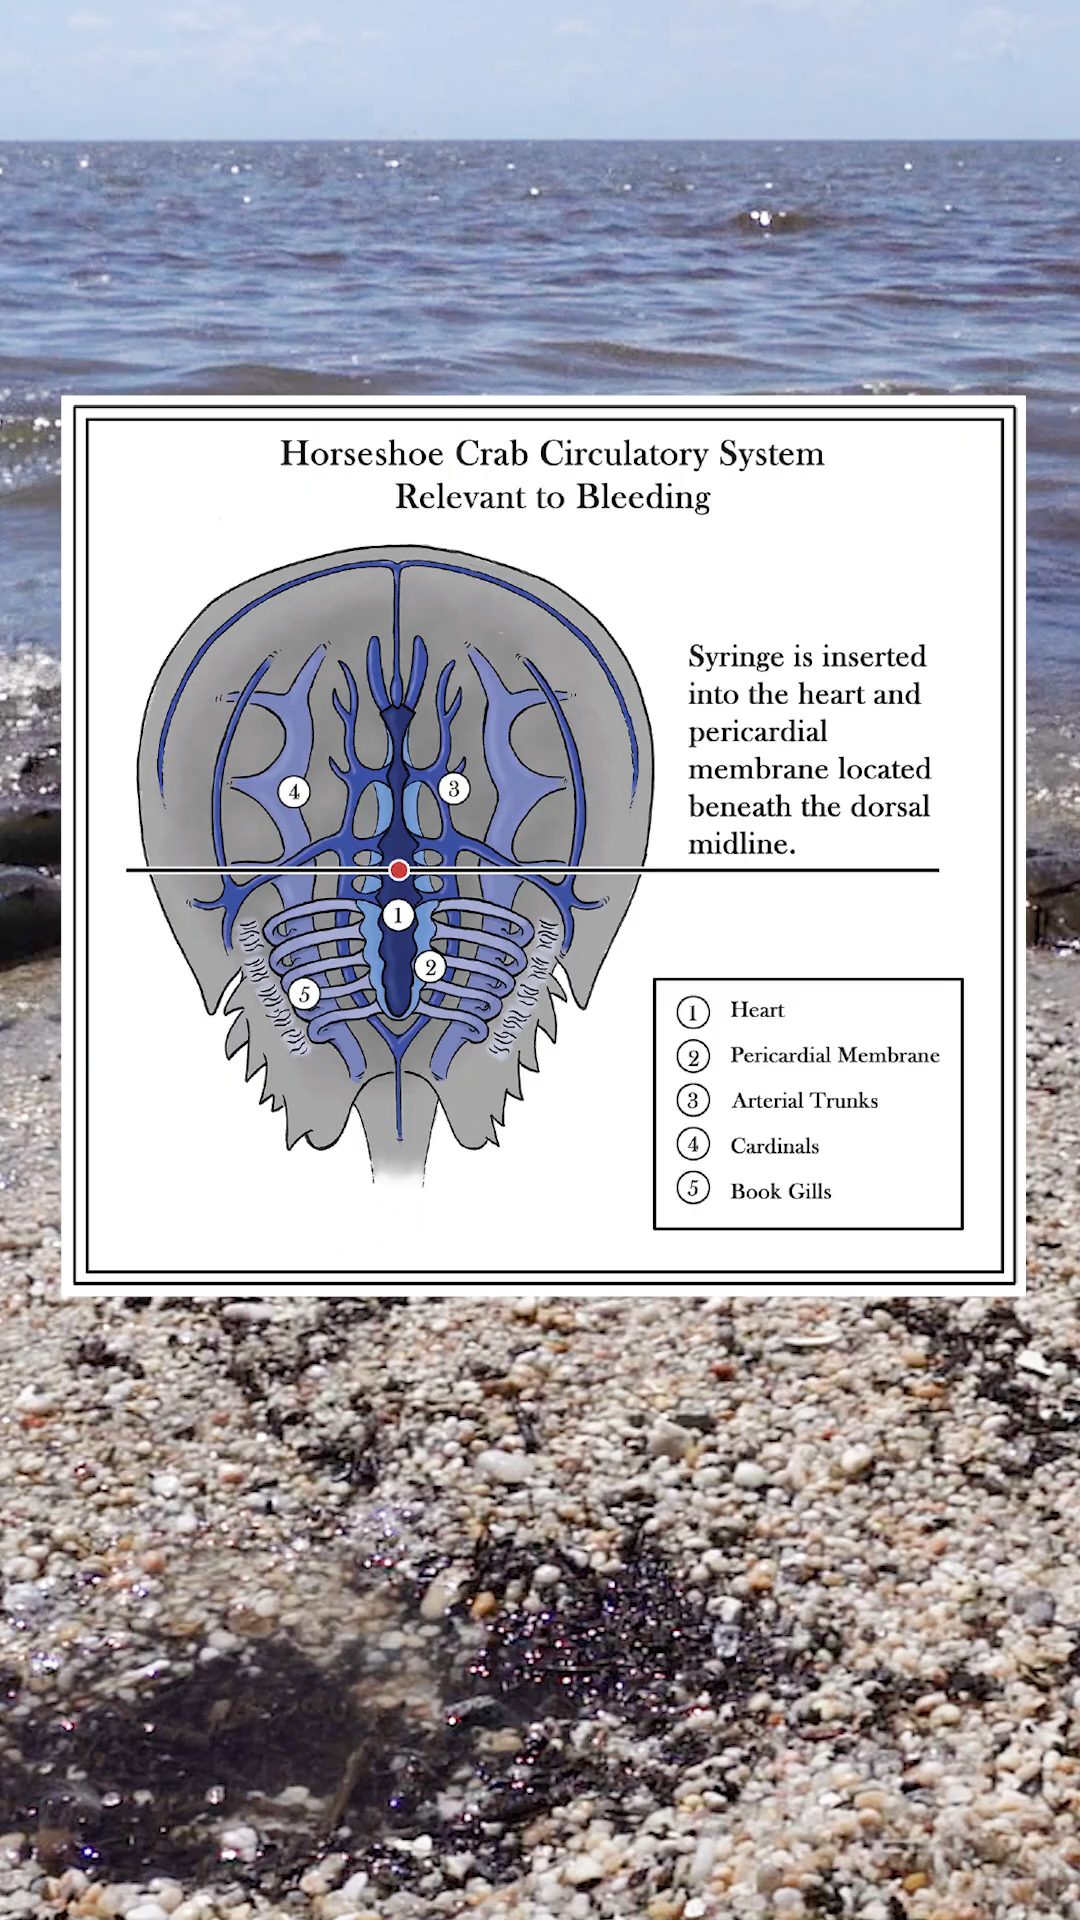 Horseshoe Crab Circulatory System
Relevant to Bleeding
Syringe is inserted
into the heart and
pericardial
membrane located
beneath the dorsal
midline.
4
3
1
2
5
1 Heart
2 Pericardial Membrane
3 Arterial Trunks
4 Cardinals
5 Book Gills